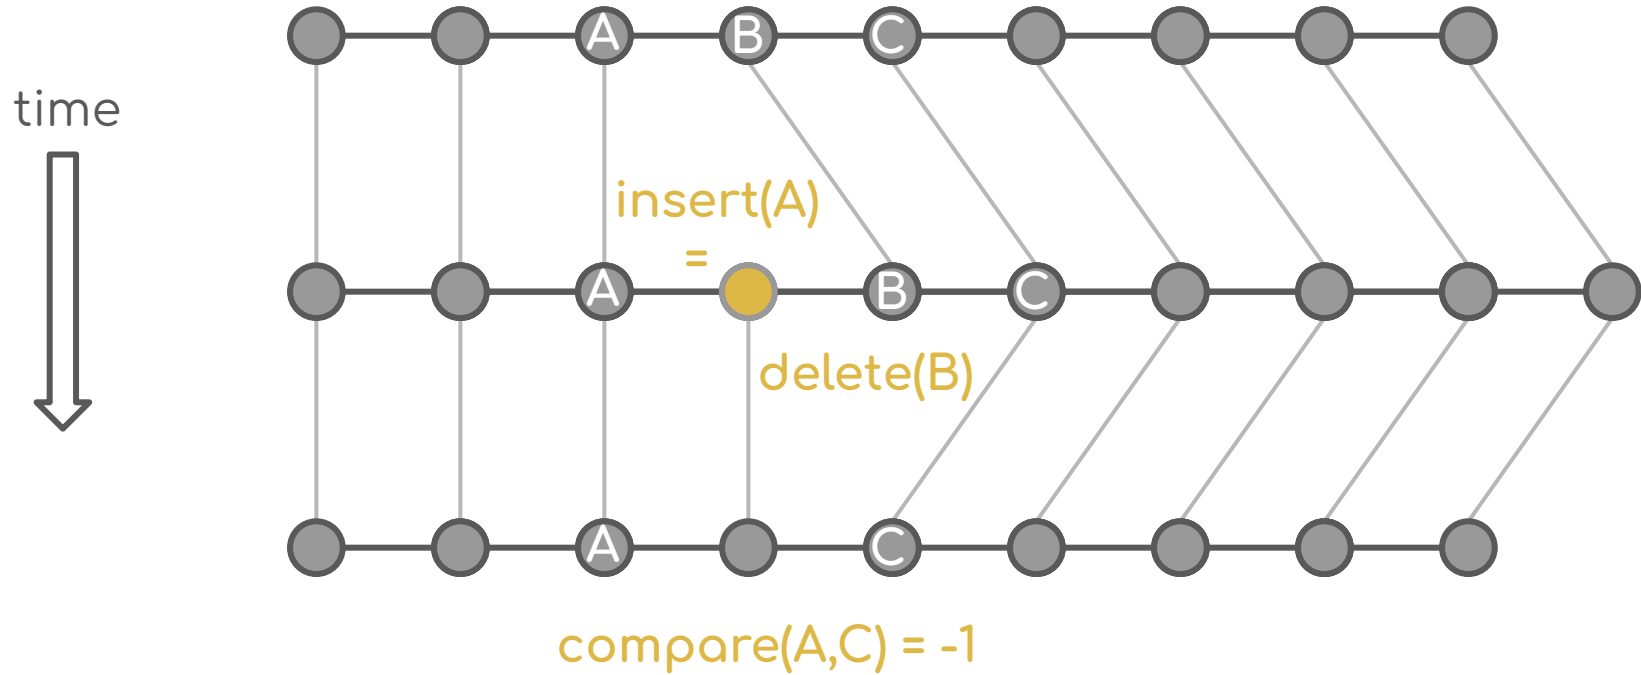 A B C
time
insert(A)
=
A B C
delete(B)
A C
compare(A,C) = -1